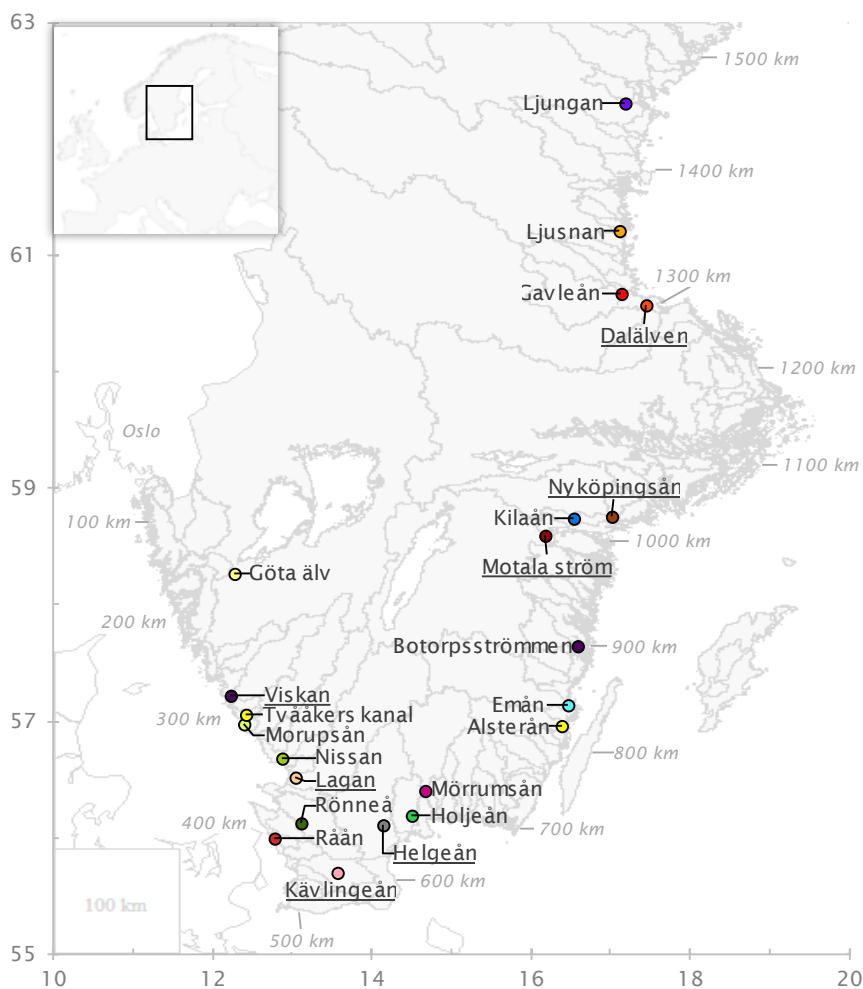 63
1500 km
Ljungan
1400 km
Ljusnan
61
1300 km
Gavleån
Dalälven
1200 km
Oslo
1100 km
59
Nyköpingsån
Kilaån
100 km
1000 km
Motala ström
Göta älv
200 km
Botorpsströmmen
900 km
Viskan
Emån
Tvååkers kanal
300 km
57
Alsterån
Morupsån
800 km
Nissan
Lagan
Mörrumsån
Rönneå
Holjeån
400 km
700 km
Råån
Helgeån
600 km
Kävlingeån
100 km
500 km
55
10 12 14 16 18 20